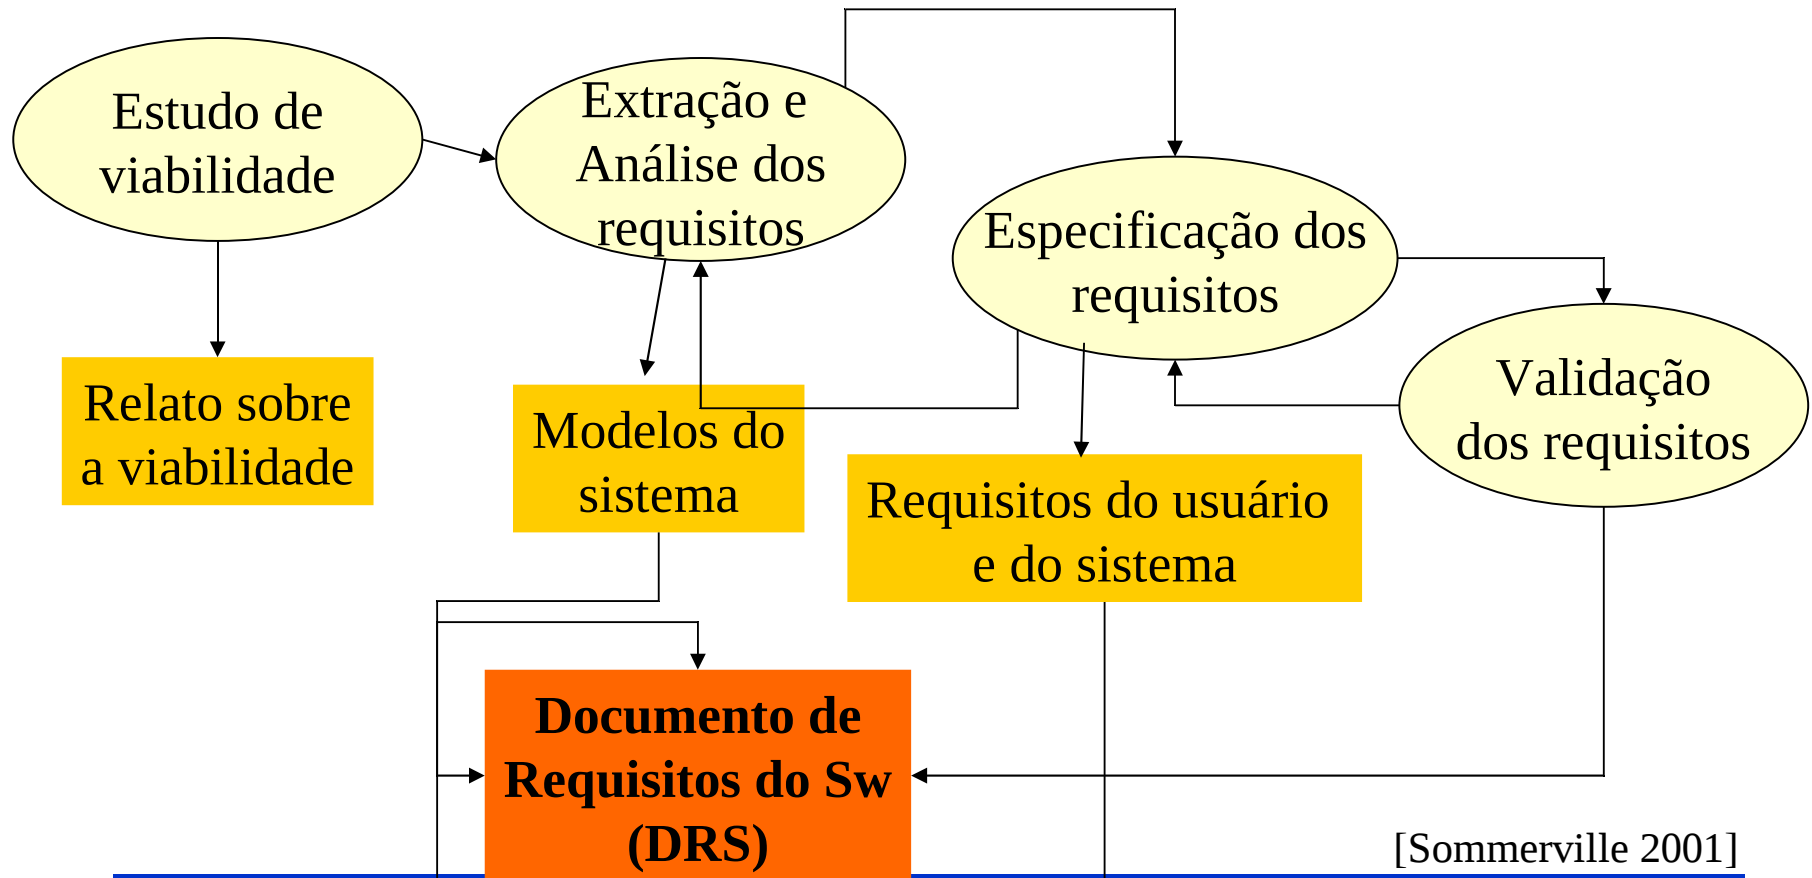 Estudo de
viabilidade
Extração e
Análise dos
requisitos
Especificação dos
requisitos
Validação
dos requisitos
Relato sobre
a viabilidade
Modelos do
sistema
Requisitos do usuário
e do sistema
Documento de
Requisitos do Sw
(DRS)
[Sommerville 2001]